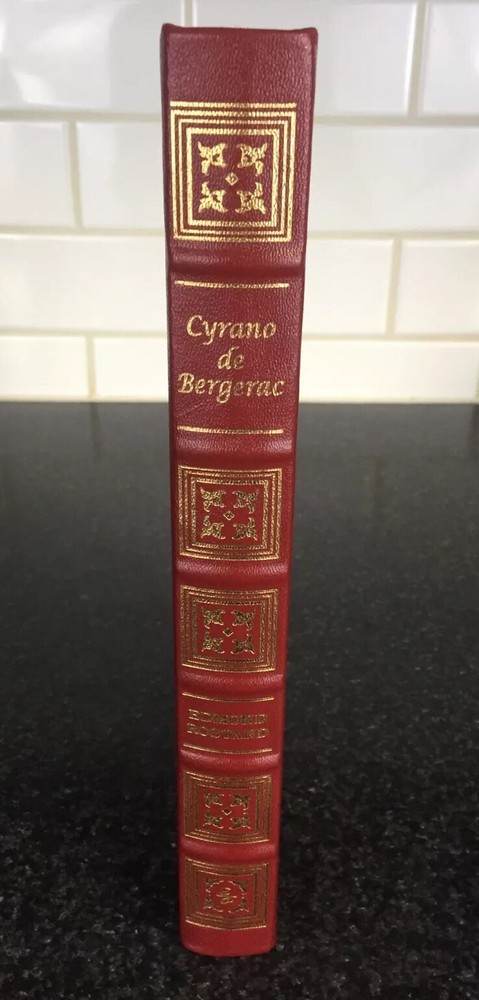 Cyrano
de
Bergerac
EDMOND
ROSTAND